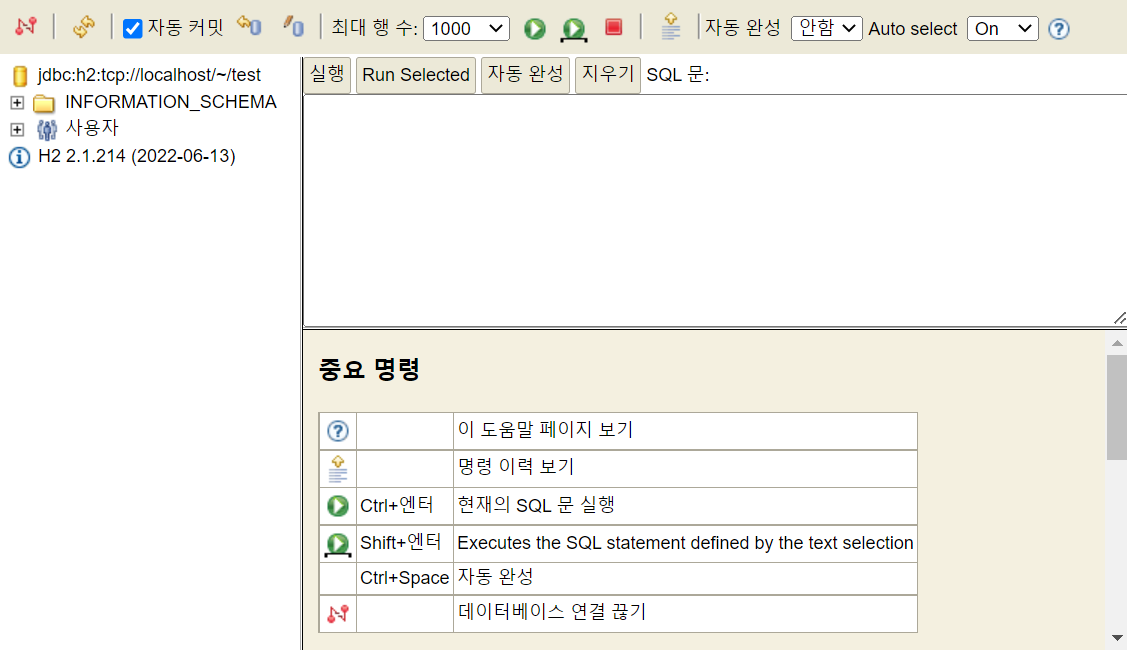 자동 커밋 최대 행 수: 1000 자동 완성 안함 Auto select On
jdbc:h2:tcp://localhost/~/test
INFORMATION_SCHEMA
사용자
H2 2.1.214 (2022-06-13)
실행 Run Selected 자동 완성 지우기 SQL 문:
중요 명령
이 도움말 페이지 보기
명령 이력 보기
Ctrl+엔터 현재의 SQL 문 실행
Shift+엔터 Executes the SQL statement defined by the text selection
Ctrl+Space 자동 완성
데이터베이스 연결 끊기